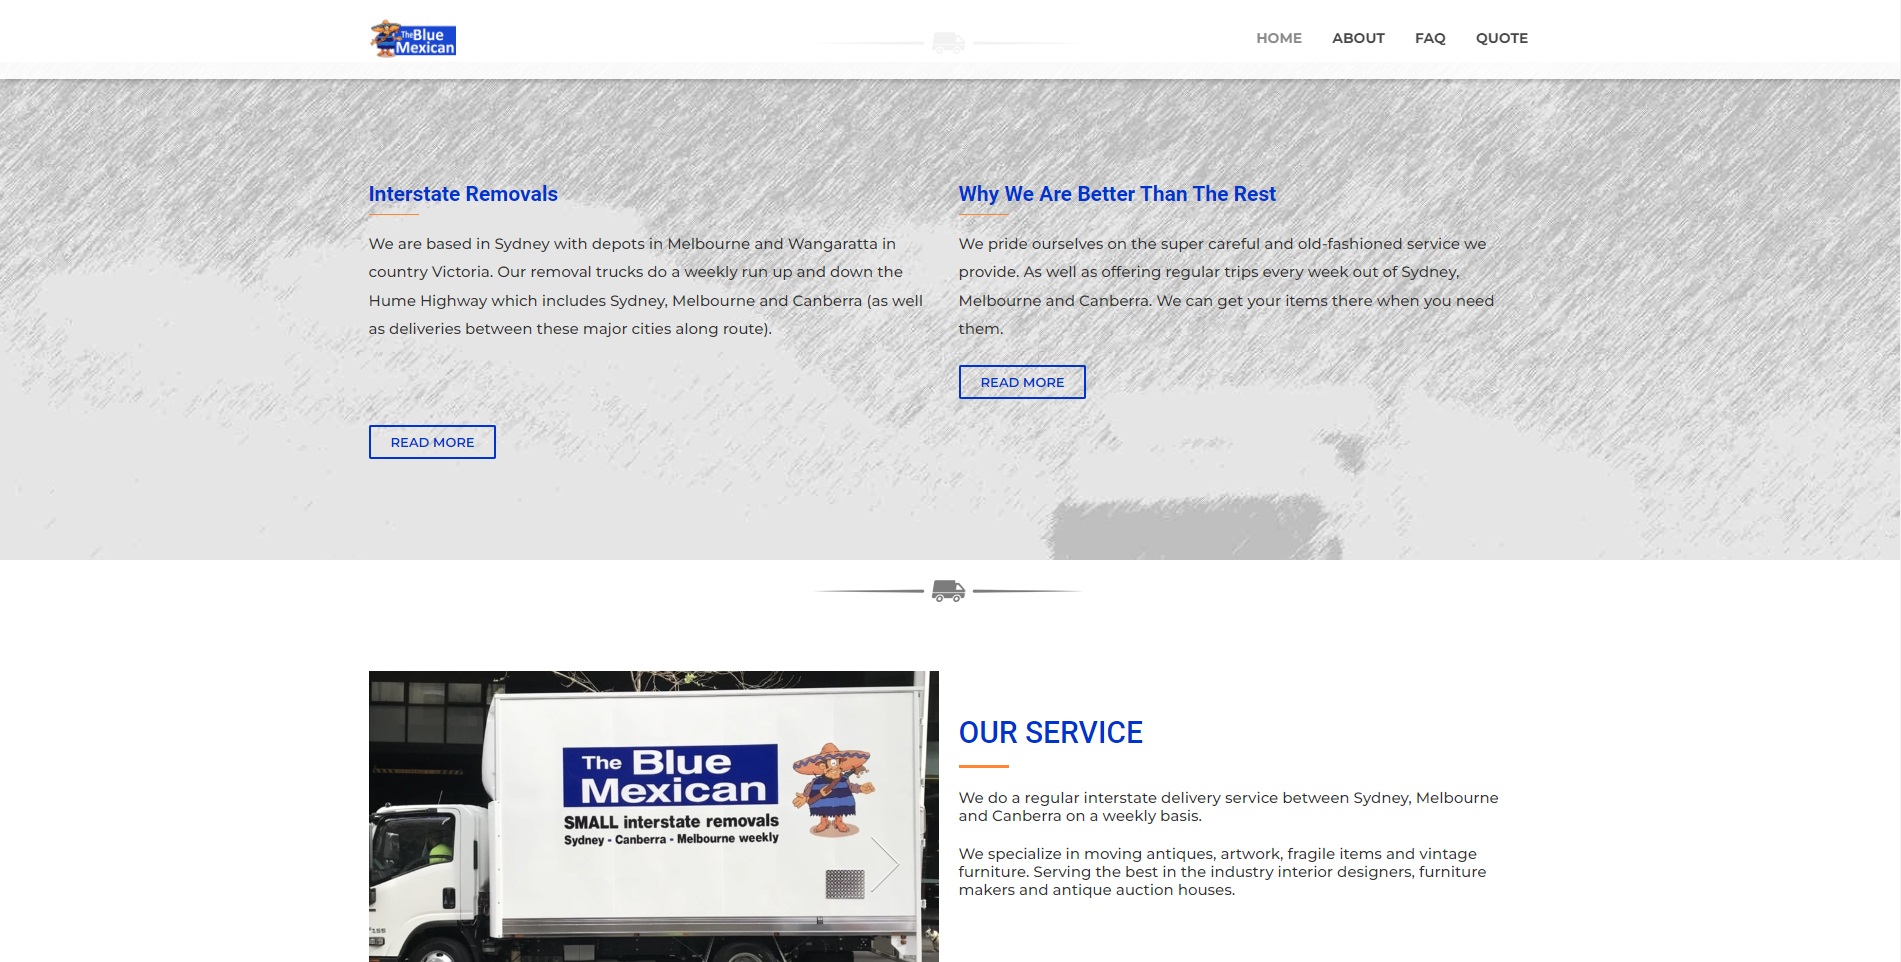 The Blue
Mexican
HOME ABOUT FAQ QUOTE
Interstate Removals
We are based in Sydney with depots in Melbourne and Wangaratta in
country Victoria. Our removal trucks do a weekly run up and down the
Hume Highway which includes Sydney, Melbourne and Canberra (as well
as deliveries between these major cities along route).
READ MORE
Why We Are Better Than The Rest
We pride ourselves on the super careful and old-fashioned service we
provide. As well as offering regular trips every week out of Sydney,
Melbourne and Canberra. We can get your items there when you need
them.
READ MORE
The Blue
Mexican
SMALL interstate removals
Sydney - Canberra - Melbourne weekly
OUR SERVICE
We do a regular interstate delivery service between Sydney, Melbourne
and Canberra on a weekly basis.
We specialize in moving antiques, artwork, fragile items and vintage
furniture. Serving the best in the industry interior designers, furniture
makers and antique auction houses.